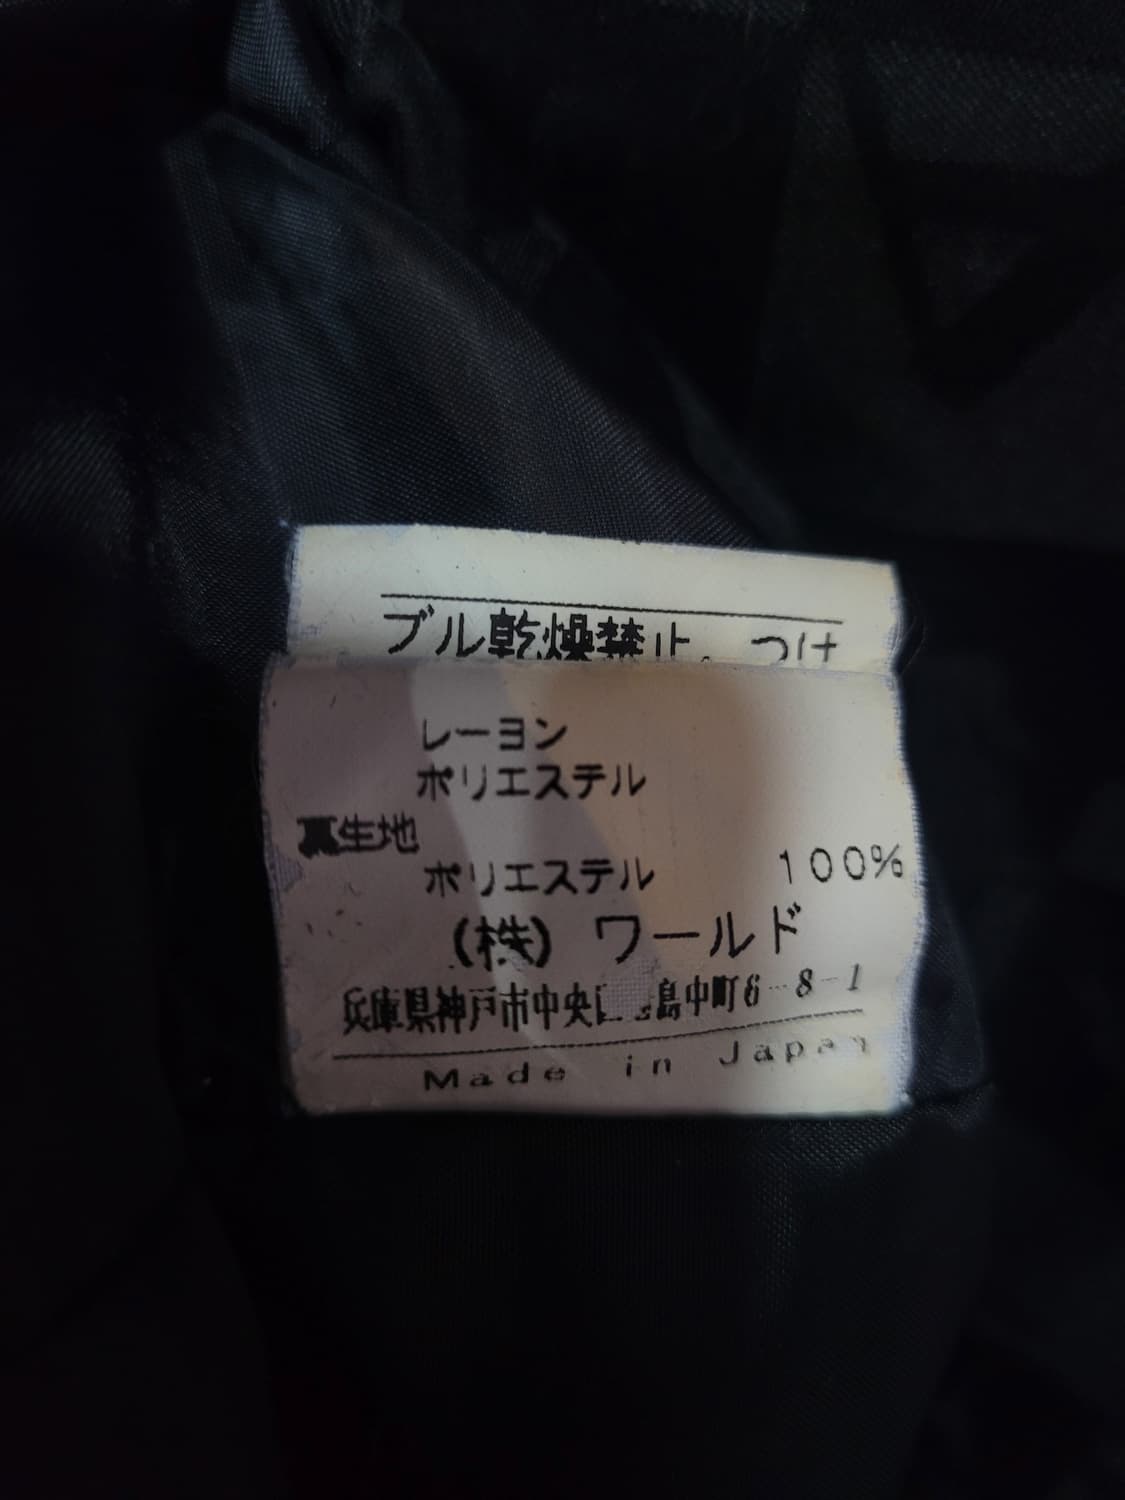 ブル乾燥禁止。 つけ
レーヨン
ポリエステル
裏生地
ポリエステル 100%
(株) ワールド
兵庫県神戸市中央 島中町6-8-1
Made in Japan